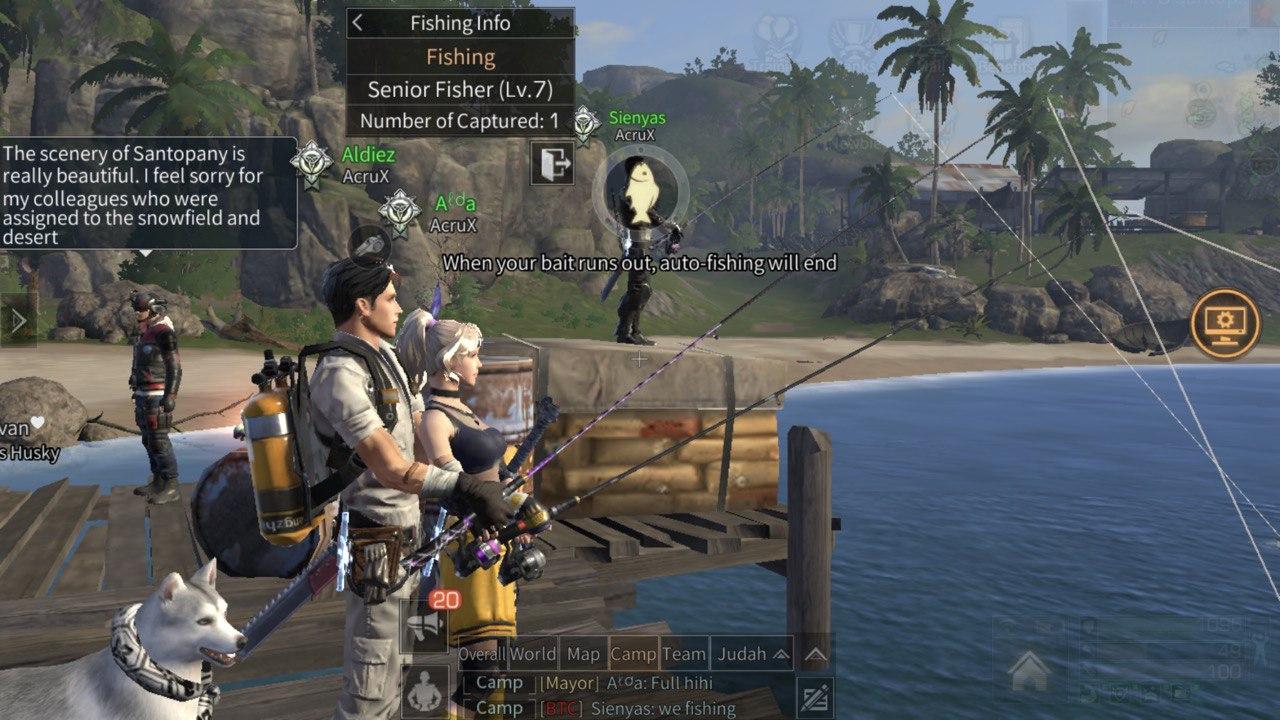 Fishing Info
Fishing
Senior Fisher (Lv.7)
Number of Captured: 1
Sienyas
AcruX
The scenery of Santopany is
really beautiful. I feel sorry for
my colleagues who were
assigned to the snowfield and
desert
Aldiez
AcruX
AcruX
When your bait runs out, auto-fishing will end
van
s Husky
20
Overall World Map Camp Team Judah
Camp [Mayor] : Full hihi
Camp [BTC] Sienyas: we fishing
100